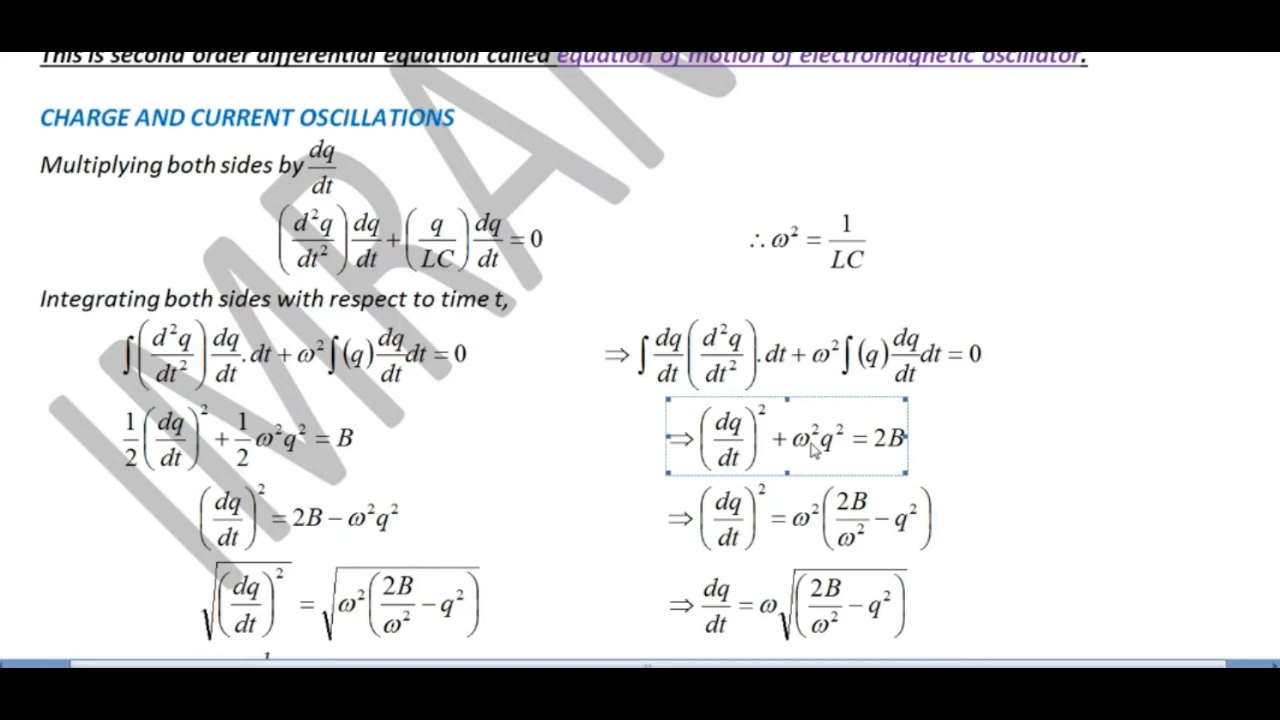 This is second order differential equation called equation of motion of electromagnetic oscillator.
CHARGE AND CURRENT OSCILLATIONS
Multiplying both sides by dq/dt
(d²q/dt²) dq/dt + (q/LC) dq/dt = 0 ∴ ω² = 1/LC
Integrating both sides with respect to time t,
∫(d²q/dt²) dq/dt . dt + ω² ∫(q) dq/dt dt = 0 ⇒ ∫ dq/dt (d²q/dt²) . dt + ω² ∫(q) dq/dt dt = 0
1/2 (dq/dt)² + 1/2 ω²q² = B ⇒ (dq/dt)² + ω²q² = 2B
(dq/dt)² = 2B − ω²q² ⇒ (dq/dt)² = ω² (2B/ω² − q²)
√((dq/dt)²) = √(ω² (2B/ω² − q²)) ⇒ dq/dt = ω √((2B/ω² − q²))
IMRAN